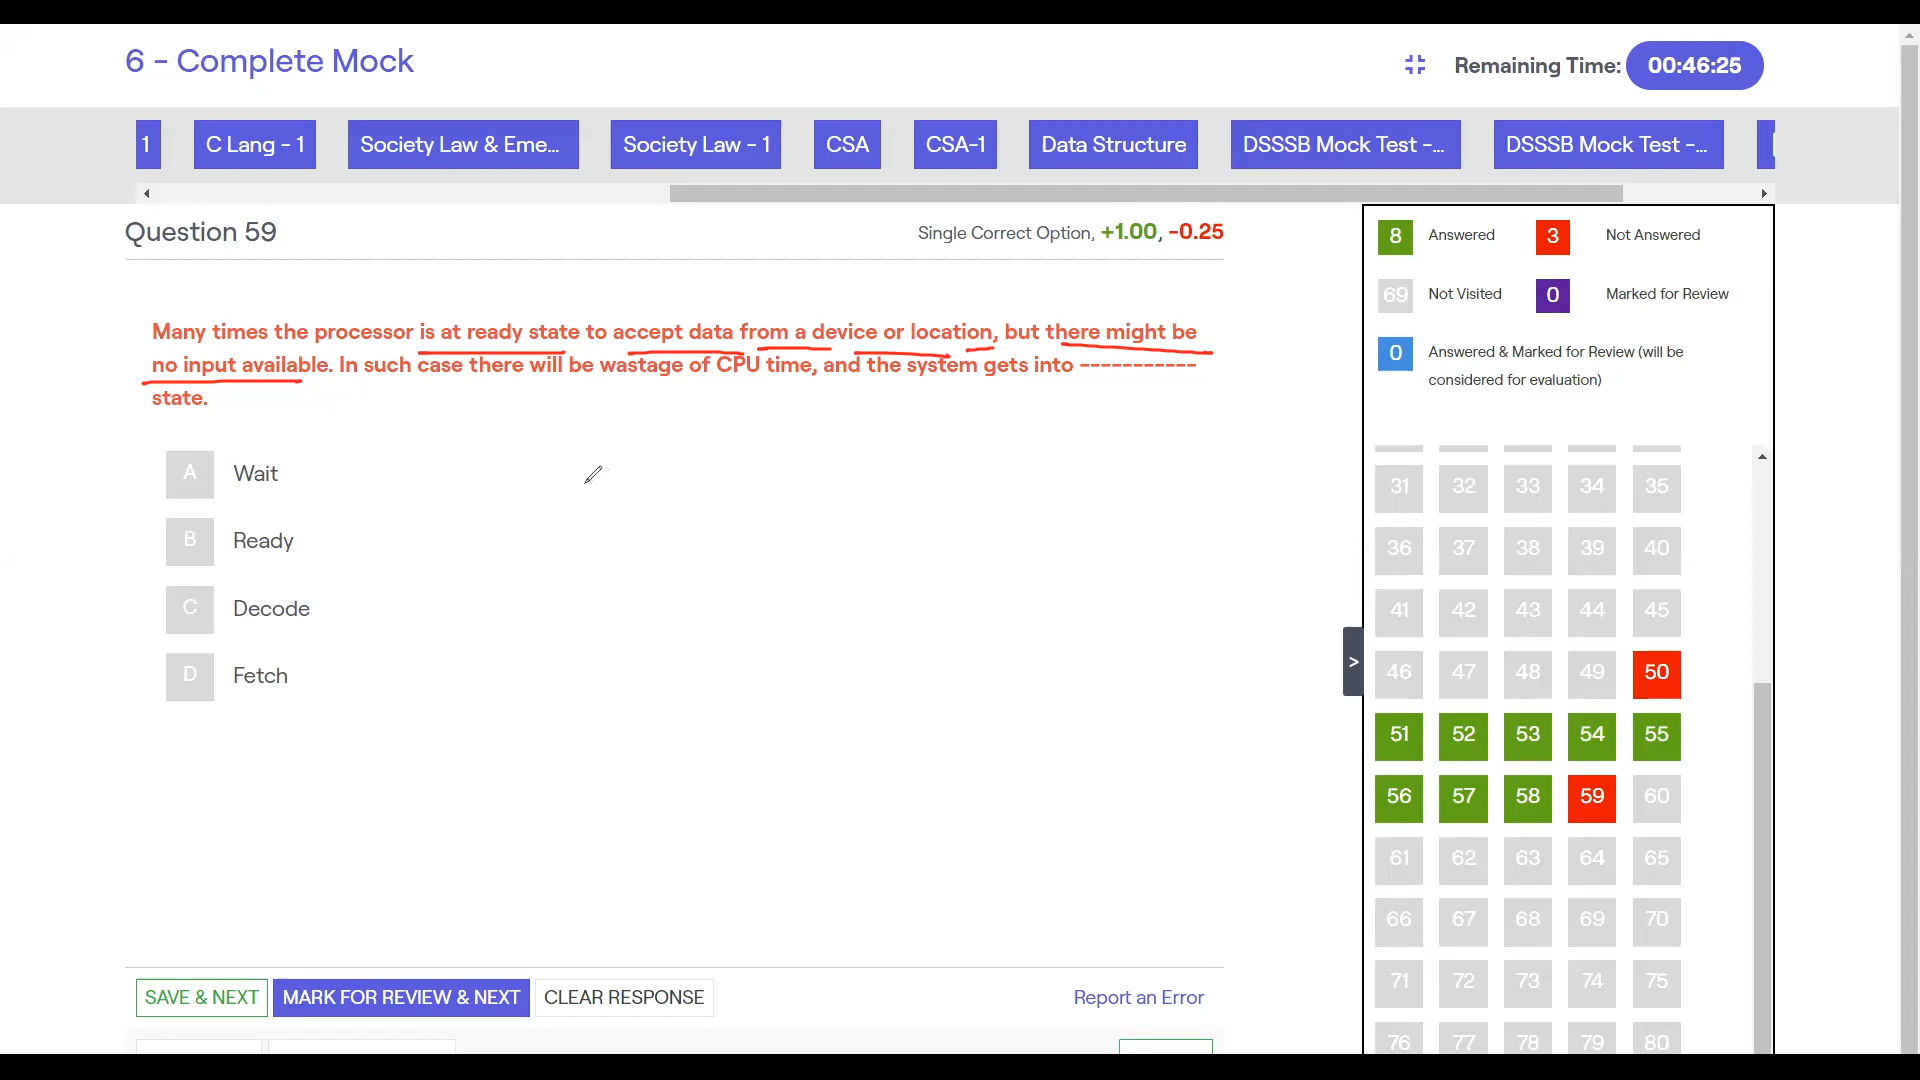 6 - Complete Mock
Remaining Time: 00:46:25
1
C Lang - 1
Society Law & Eme...
Society Law - 1
CSA
CSA-1
Data Structure
DSSSB Mock Test -...
DSSSB Mock Test -...
Question 59
Single Correct Option, +1.00, -0.25
Many times the processor is at ready state to accept data from a device or location, but there might be
no input available. In such case there will be wastage of CPU time, and the system gets into -----------
state.
A Wait
B Ready
C Decode
D Fetch
SAVE & NEXT
MARK FOR REVIEW & NEXT
CLEAR RESPONSE
Report an Error
8 Answered
3 Not Answered
69 Not Visited
0 Marked for Review
0 Answered & Marked for Review (will be
considered for evaluation)
>
31 32 33 34 35
36 37 38 39 40
41 42 43 44 45
46 47 48 49 50
51 52 53 54 55
56 57 58 59 60
61 62 63 64 65
66 67 68 69 70
71 72 73 74 75
76 77 78 79 80